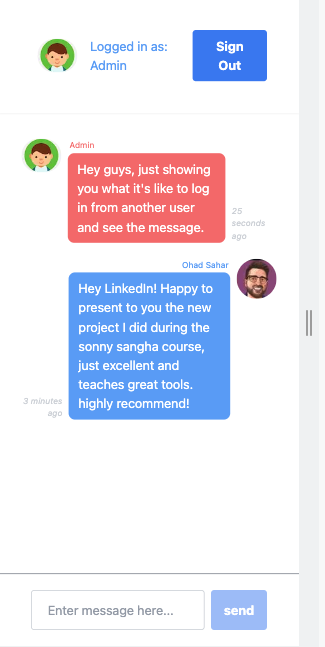 Logged in as:
Admin
Sign
Out
Admin
Hey guys, just showing
you what it's like to log
in from another user
and see the message.
25
seconds
ago
Ohad Sahar
Hey LinkedIn! Happy to
present to you the new
project I did during the
sonny sangha course,
just excellent and
teaches great tools.
highly recommend!
3 minutes
ago
Enter message here...
send